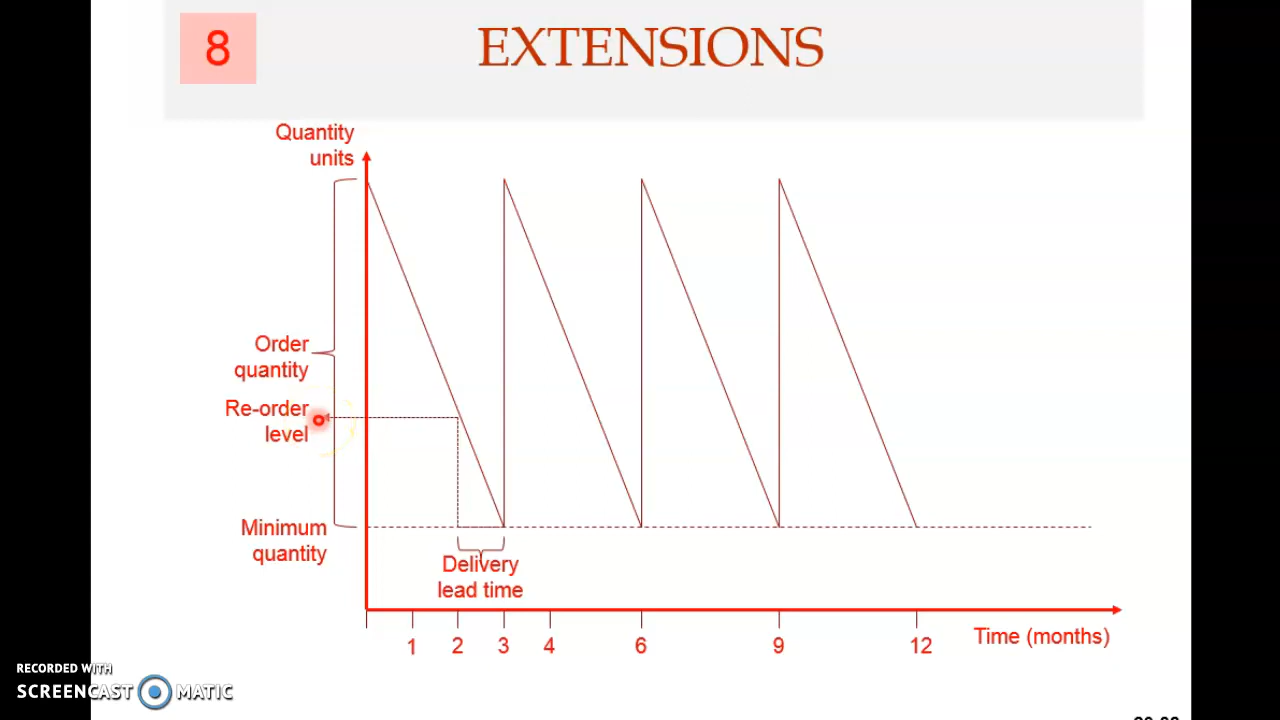 8
EXTENSIONS
Quantity
units
Order
quantity
Re-order
level
Minimum
quantity
Delivery
lead time
1 2 3 4 6 9 12
Time (months)
RECORDED WITH
SCREENCAST MATIC